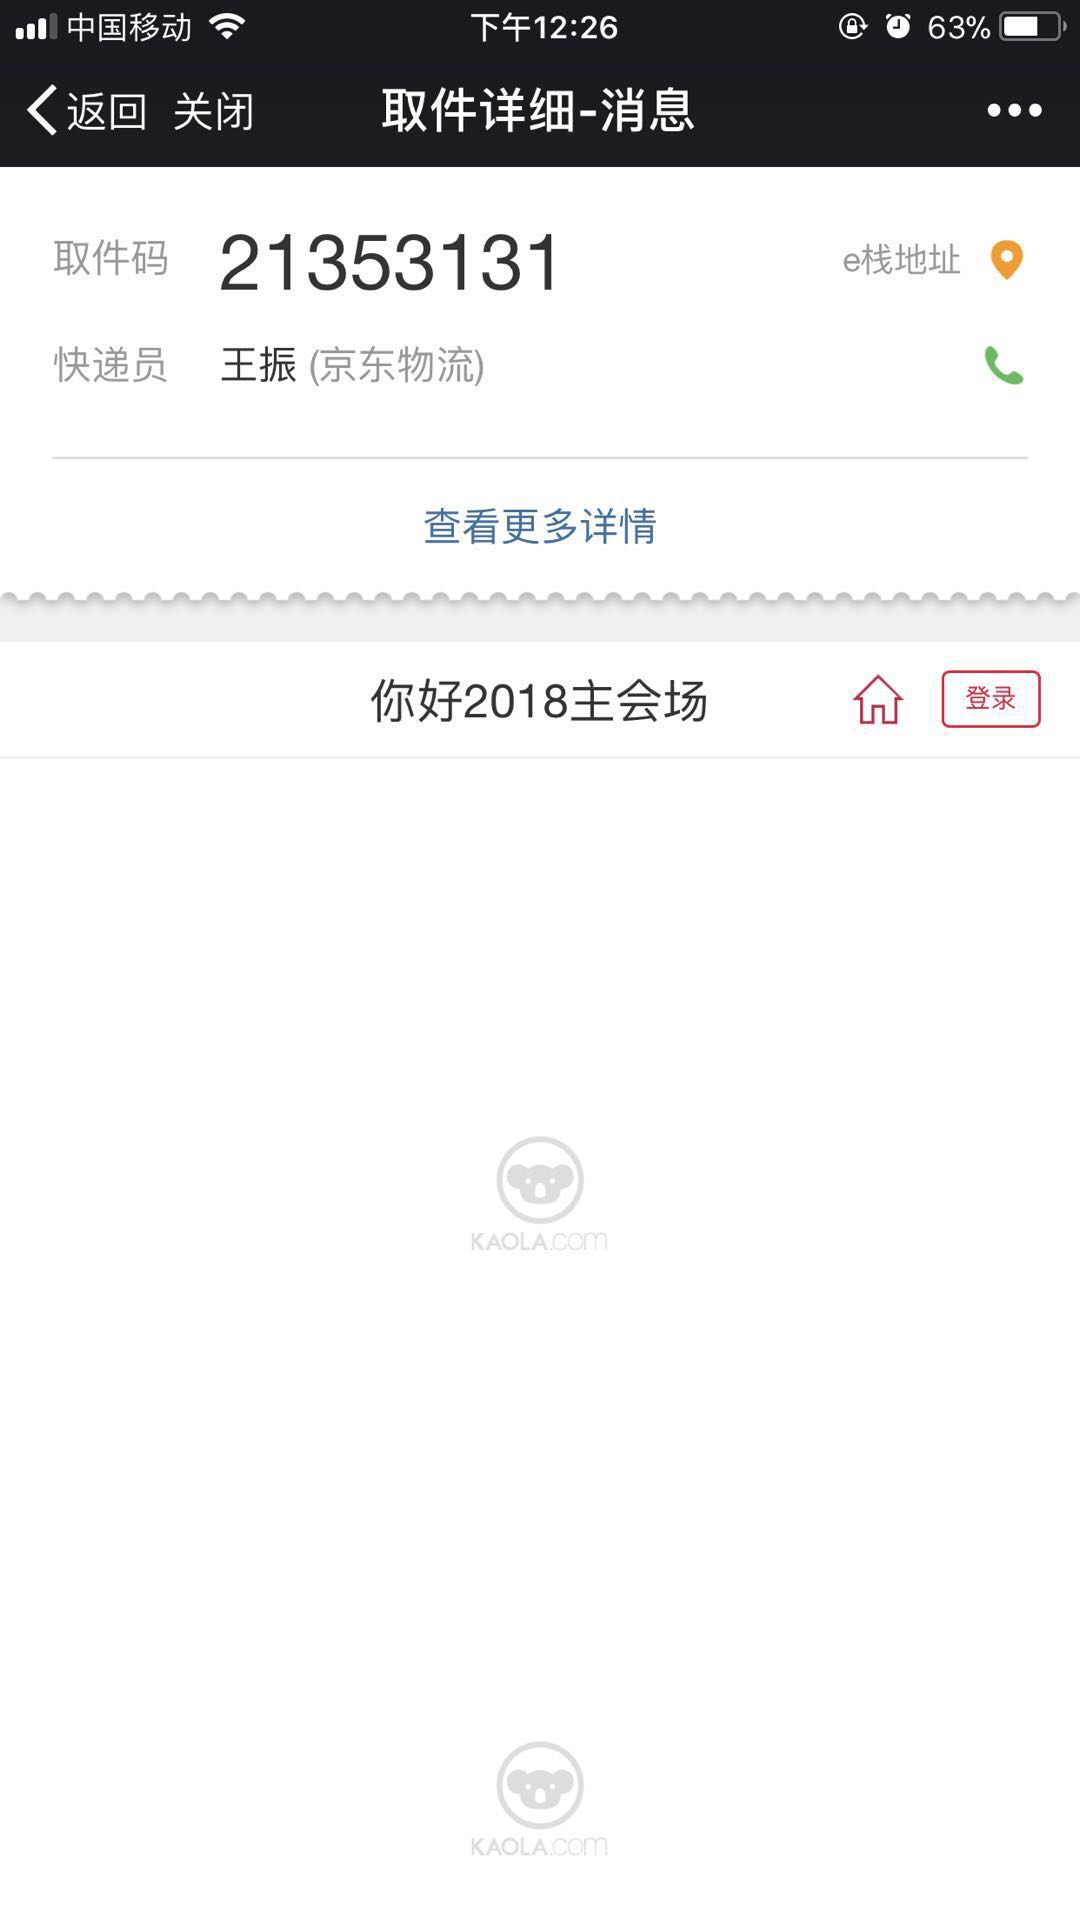 中国移动 下午12:26 63%
返回 关闭 取件详细-消息
取件码 21353131 e栈地址
快递员 王振 (京东物流)
查看更多详情
你好2018主会场 登录
KAOLA.com
KAOLA.com